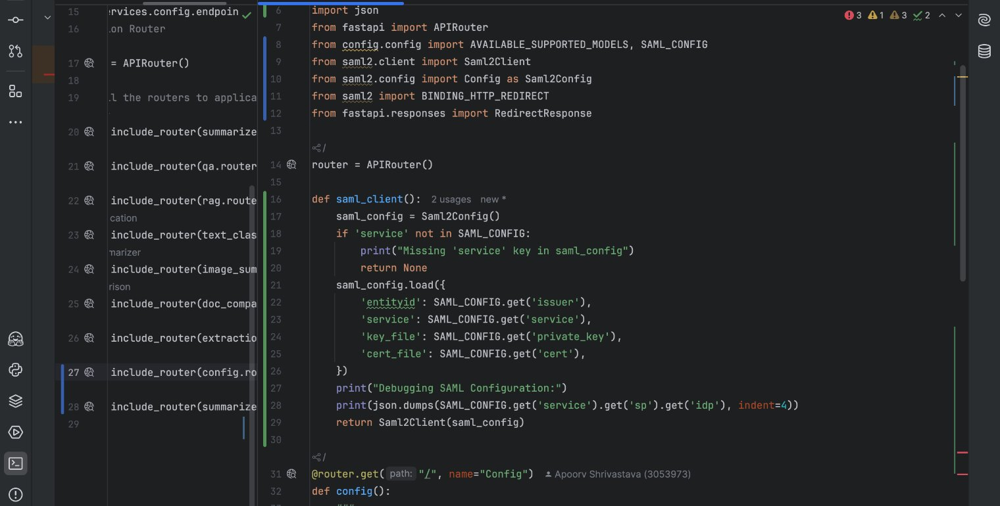 15 rvices.config.endpoin
16 on Router
17 = APIRouter()
18
19 l the routers to applica
20 include_router(summarize
21 include_router(qa.router
22 include_router(rag.route
cation
23 include_router(text_clas
marizer
24 include_router(image_sum
rison
25 include_router(doc_compa
26 include_router(extractio
27 include_router(config.ro
28 include_router(summarize
29
3 1 3 2
6 import json
7 from fastapi import APIRouter
8 from config.config import AVAILABLE_SUPPORTED_MODELS, SAML_CONFIG
9 from saml2.client import Saml2Client
10 from saml2.config import Config as Saml2Config
11 from saml2 import BINDING_HTTP_REDIRECT
12 from fastapi.responses import RedirectResponse
13
/
14 router = APIRouter()
15
16 def saml_client(): 2 usages new *
17 saml_config = Saml2Config()
18 if 'service' not in SAML_CONFIG:
19 print("Missing 'service' key in saml_config")
20 return None
21 saml_config.load({
22 'entityid': SAML_CONFIG.get('issuer'),
23 'service': SAML_CONFIG.get('service'),
24 'key_file': SAML_CONFIG.get('private_key'),
25 'cert_file': SAML_CONFIG.get('cert'),
26 })
27 print("Debugging SAML Configuration:")
28 print(json.dumps(SAML_CONFIG.get('service').get('sp').get('idp'), indent=4))
29 return Saml2Client(saml_config)
30
/
31 @router.get( path: "/", name="Config") Apoorv Shrivastava (3053973)
32 def config():
"""